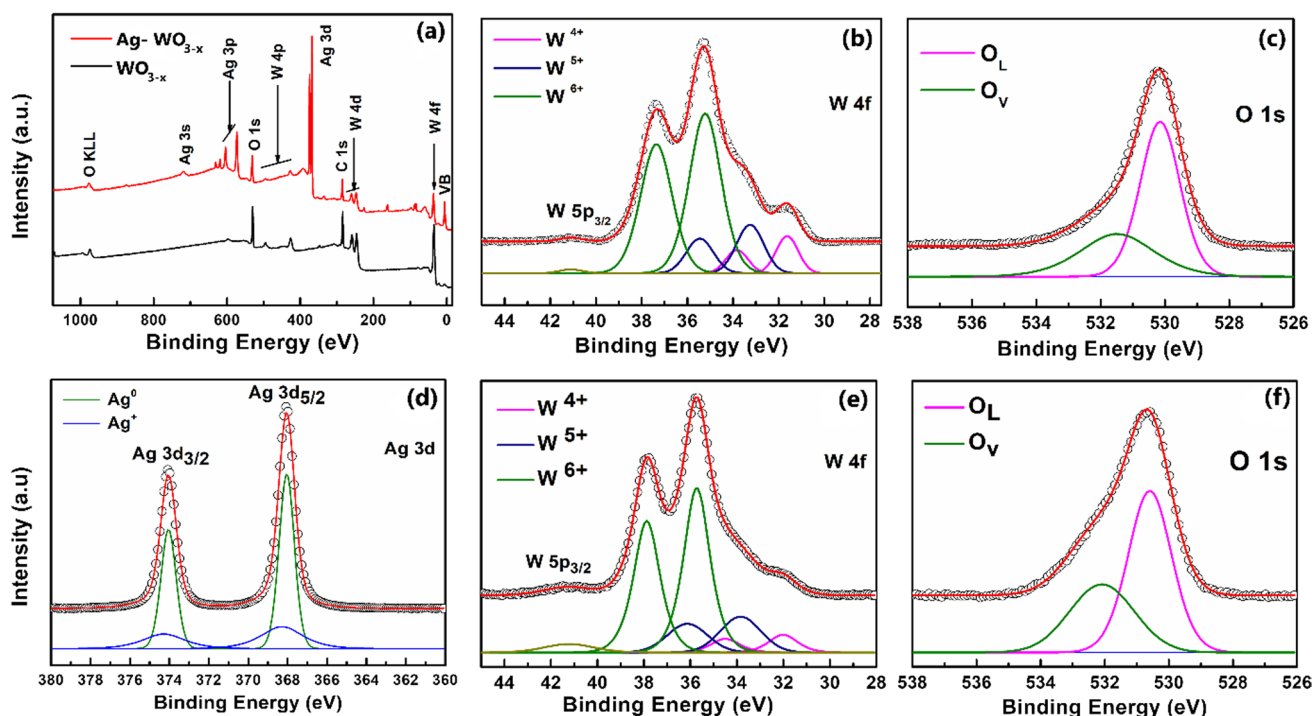 (a)
Ag- WO3-x
WO3-x
O KLL
Ag 3s
Ag 3p
O 1s
W 4p
Ag 3d
C 1s
W 4d
W 4f
VB
Intensity (a.u.)
1000 800 600 400 200 0
Binding Energy (eV)
(b)
W 4+
W 5+
W 6+
W 4f
W 5p3/2
44 42 40 38 36 34 32 30 28
Binding Energy (eV)
(c)
OL
OV
O 1s
538 536 534 532 530 528 526
Binding Energy (eV)
(d)
Ag0
Ag+
Ag 3d5/2
Ag 3d3/2
Ag 3d
Intensity (a.u)
380 378 376 374 372 370 368 366 364 362 360
Binding Energy (eV)
(e)
W 4+
W 5+
W 6+
W 4f
W 5p3/2
44 42 40 38 36 34 32 30 28
Binding Energy (eV)
(f)
OL
OV
O 1s
538 536 534 532 530 528 526
Binding Energy (eV)